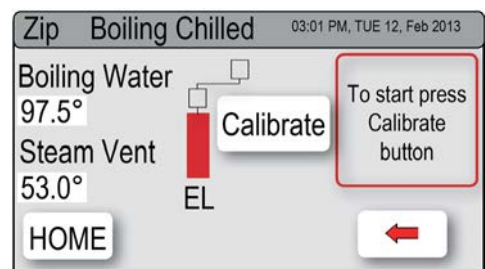 Zip Boiling Chilled 03:01 PM, TUE 12, Feb 2013
Boiling Water
97.5°
Steam Vent
53.0°
EL
Calibrate
To start press
Calibrate
button
HOME